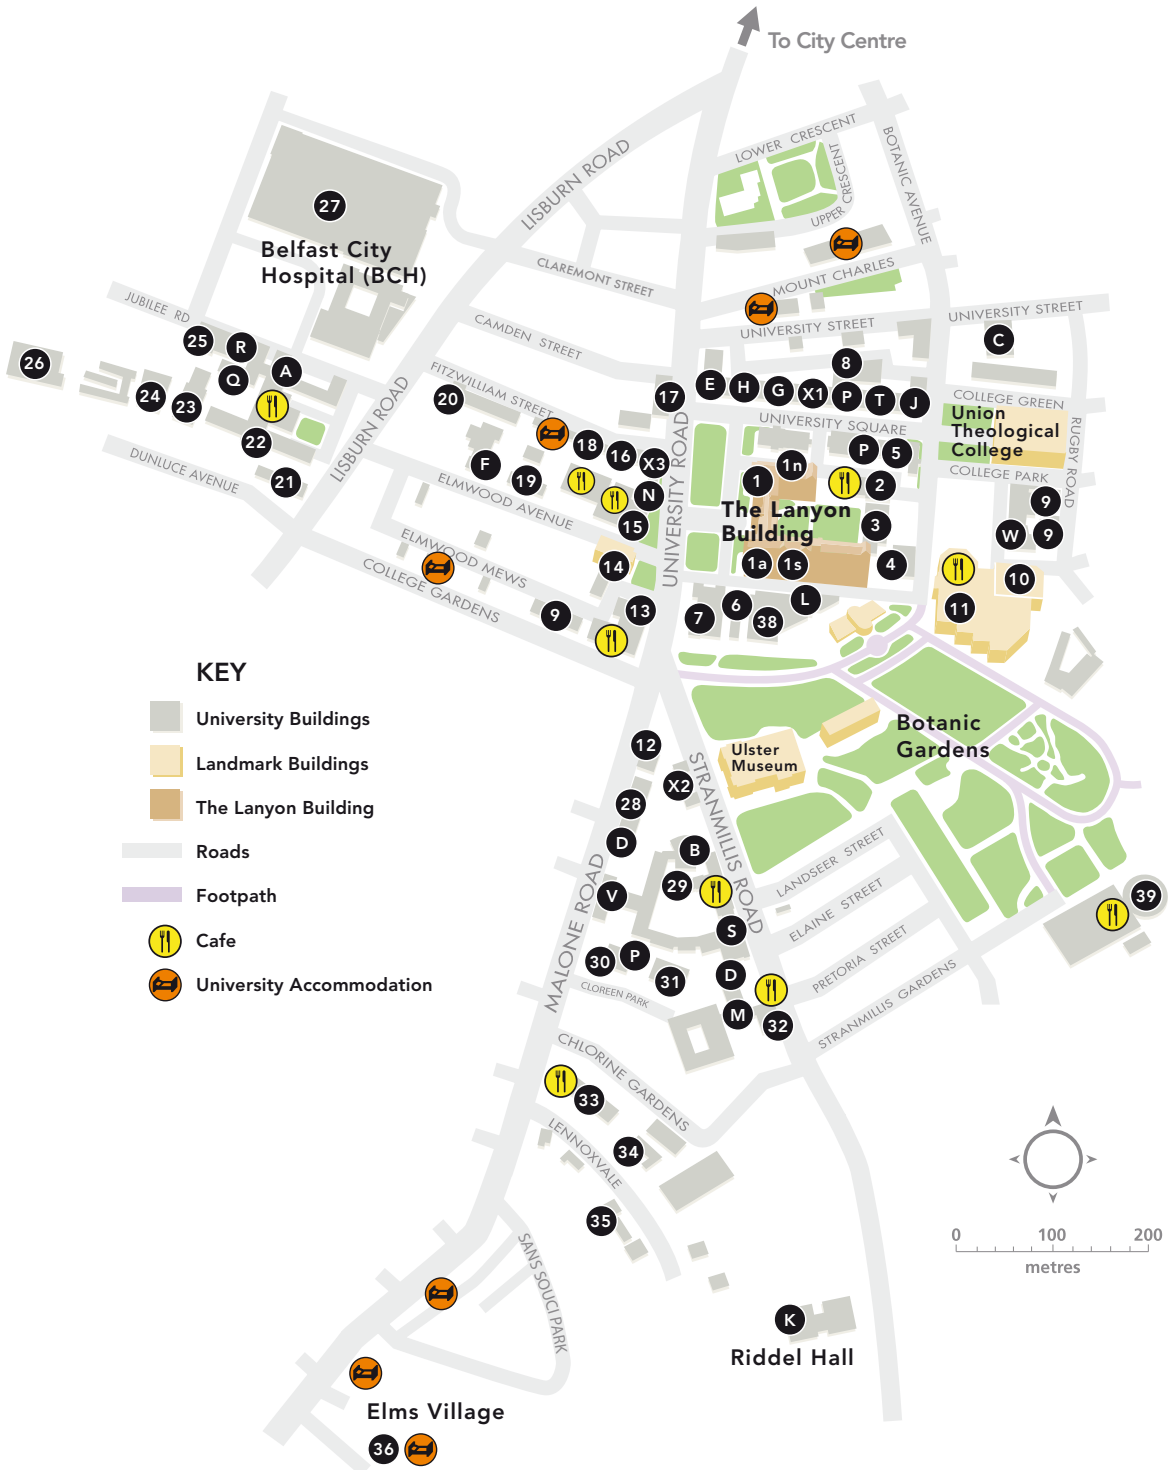 To City Centre
LOWER CRESCENT
BOTANIC AVENUE
UPPER CRESCENT
LISBURN ROAD
27
Belfast City
Hospital (BCH)
CLAREMONT STREET
MOUNT CHARLES
JUBILEE RD
CAMDEN STREET
UNIVERSITY STREET
UNIVERSITY STREET
25
R
C
26
Q
A
8
FITZWILLIAM STREET
24
23
20
17
E
H
G
X1
P
T
J
COLLEGE GREEN
Union
Theological
College
UNIVERSITY SQUARE
RUGBY ROAD
LISBURN ROAD
22
18
16
X3
P
5
DUNLUCE AVENUE
21
F
19
N
UNIVERSITY ROAD
1
1n
2
COLLEGE PARK
9
ELMWOOD AVENUE
15
The Lanyon
Building
3
W
9
ELMWOOD MEWS
14
1a
1s
4
10
COLLEGE GARDENS
9
13
7
6
38
L
11
KEY
University Buildings
Landmark Buildings
The Lanyon Building
Roads
Footpath
Cafe
University Accommodation
Botanic
Gardens
Ulster
Museum
12
X2
STRANMILLIS ROAD
28
D
B
LANDSEER STREET
MALONE ROAD
29
V
ELAINE STREET
39
S
30
P
PRETORIA STREET
31
D
CLOREEN PARK
STRANMILLIS GARDENS
M
32
CHLORINE GARDENS
33
LENNOXVALE
34
35
0 100 200
metres
SANS SOUCI PARK
K
Riddel Hall
Elms Village
36